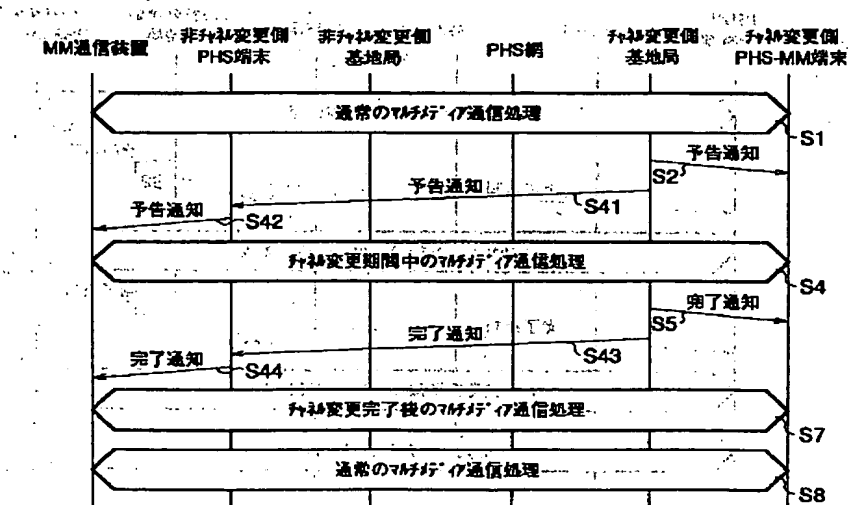 MM通信装置
非チャネル変更側
PHS端末
非チャネル変更側
基地局
PHS網
チャネル変更側
基地局
チャネル変更側
PHS-MM端末
通常のマルチメディア通信処理
S1
予告通知
S2
予告通知
S41
予告通知
S42
チャネル変更期間中のマルチメディア通信処理
S4
完了通知
S5
完了通知
S43
完了通知
S44
チャネル変更完了後のマルチメディア通信処理
S7
通常のマルチメディア通信処理
S8